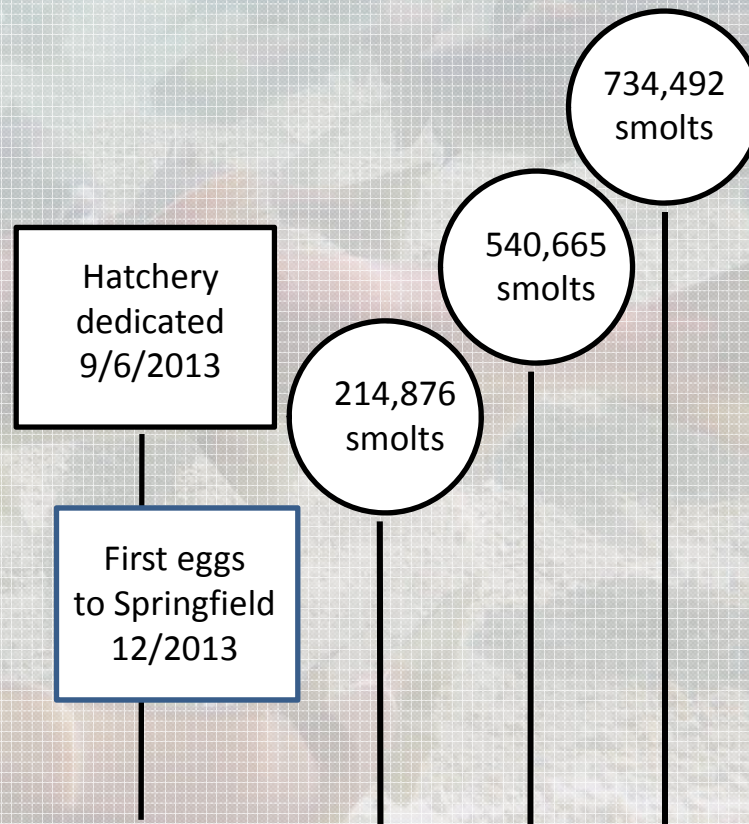 Hatchery
dedicated
9/6/2013
First eggs
to Springfield
12/2013
214,876
smolts
540,665
smolts
734,492
smolts